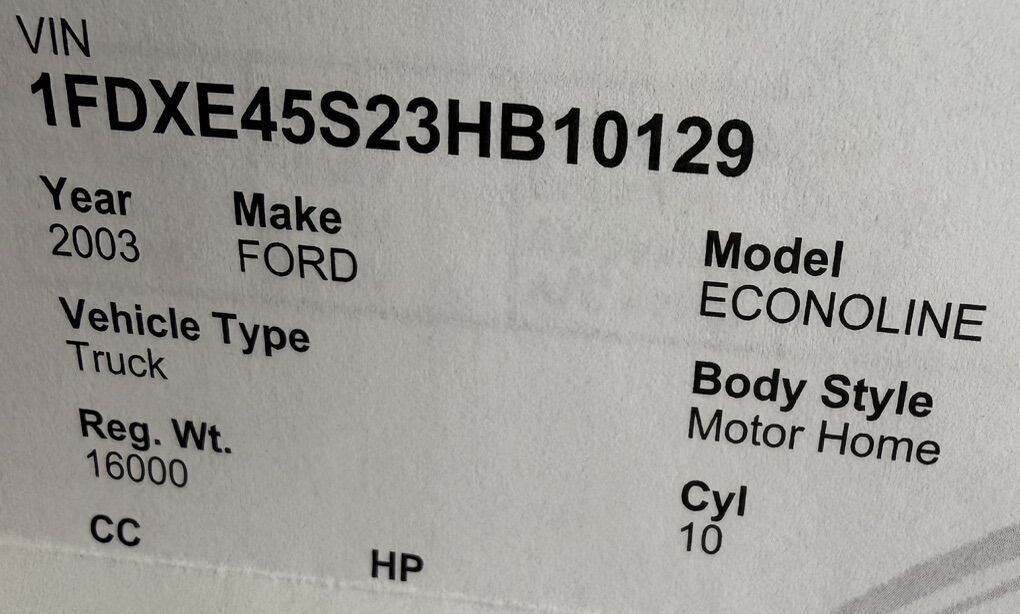 VIN
1FDXE45S23HB10129
Year Make Model
2003 FORD ECONOLINE
Vehicle Type Body Style
Truck Motor Home
Reg. Wt. Cyl
16000 10
CC HP